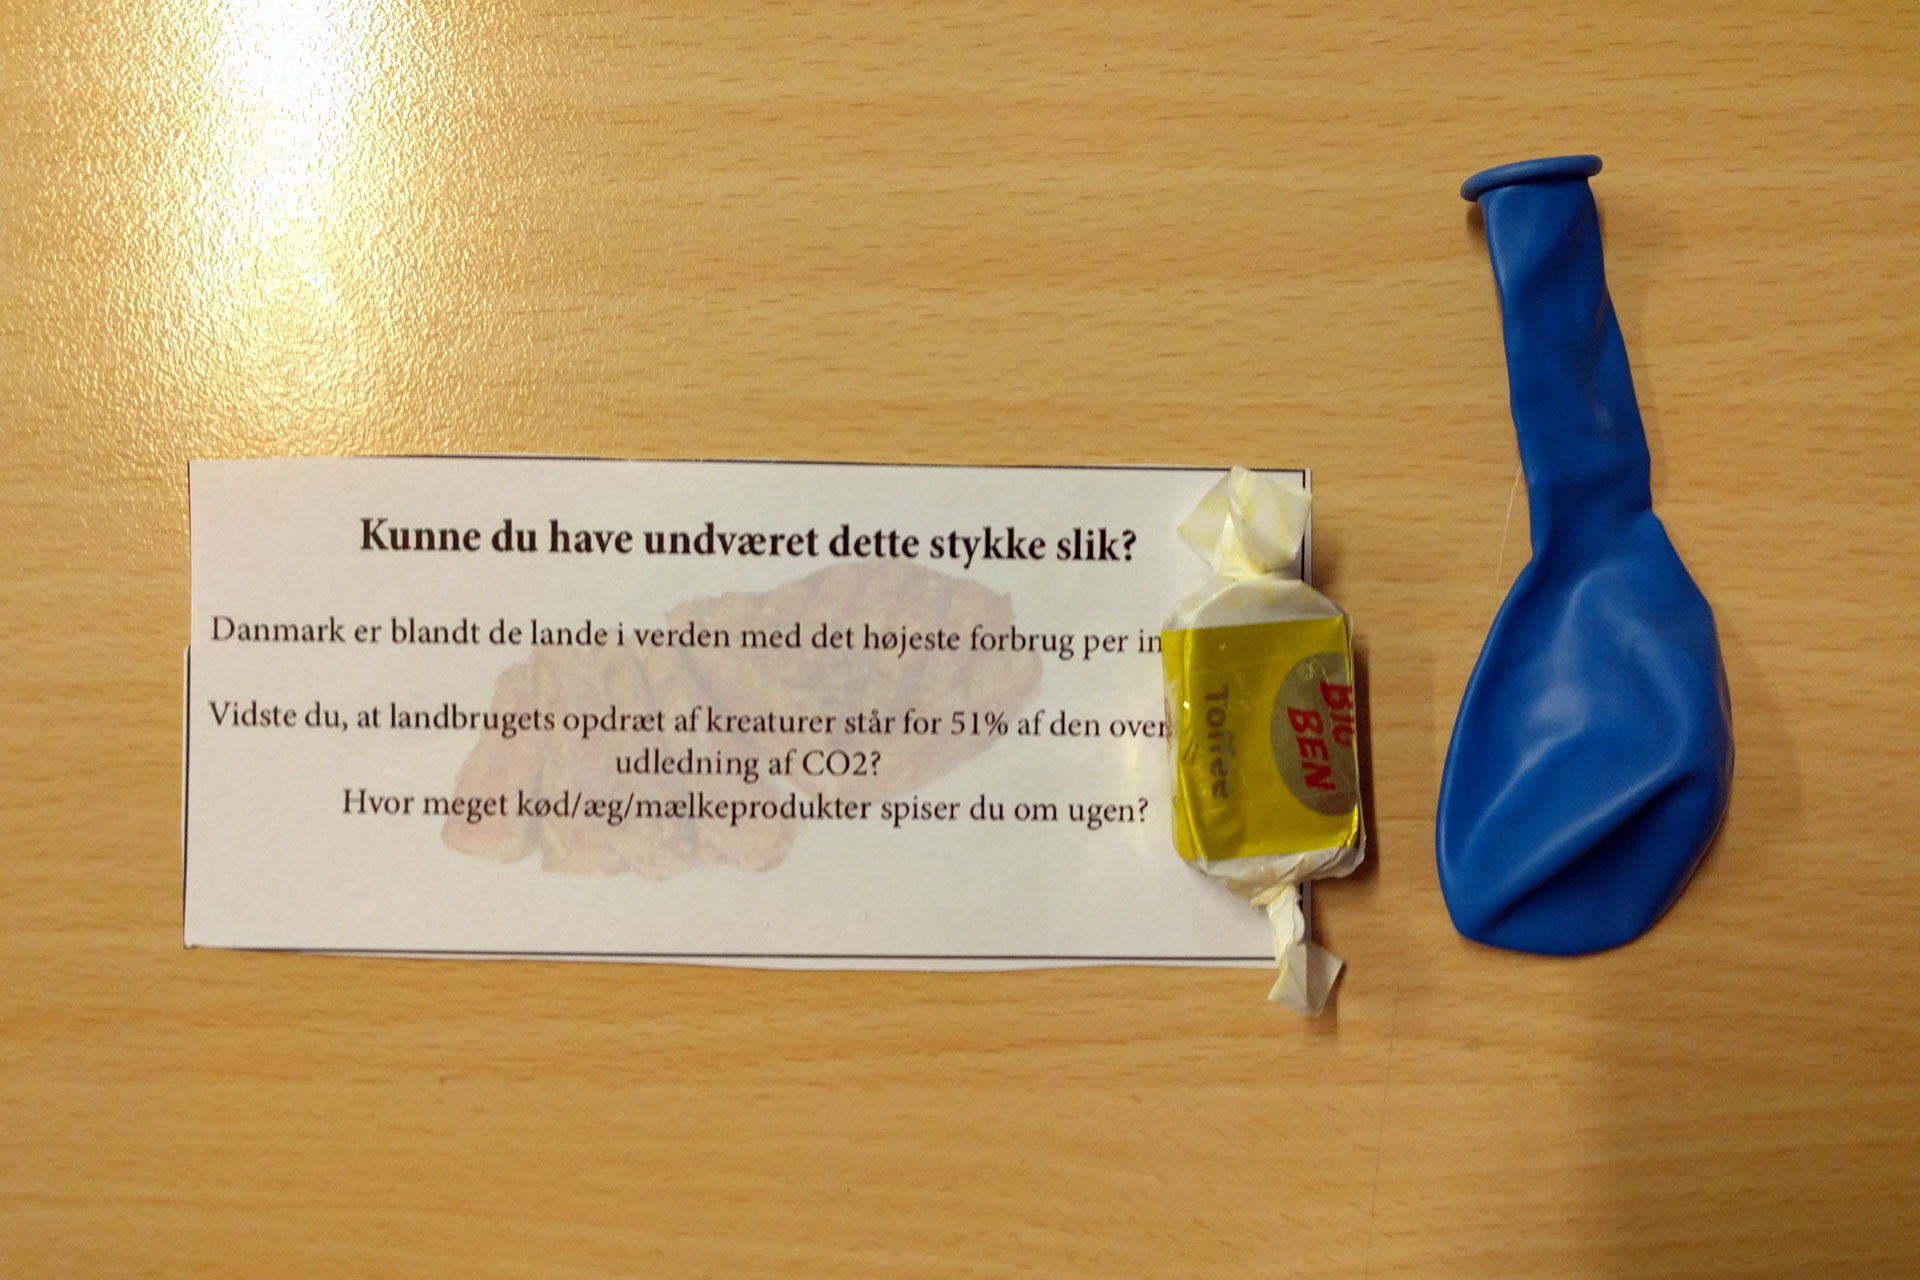 Kunne du have undværet dette stykke slik?
Danmark er blandt de lande i verden med det højeste forbrug per
Vidste du, at landbrugets opdræt af kreaturer står for 51% af den
udledning af CO2?
Hvor meget kød/æg/mælkeprodukter spiser du om ugen?
BIG
BEN
Toffee